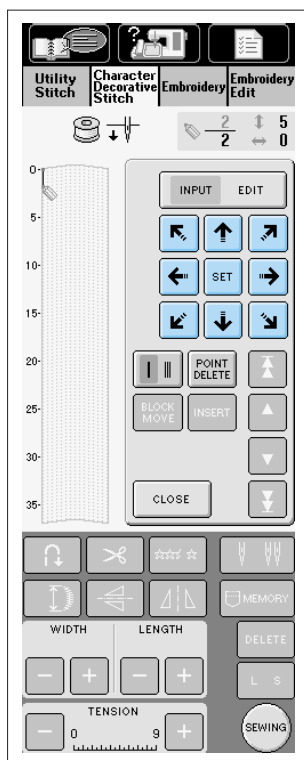 Utility
Stitch
Character
Decorative
Stitch
Embroidery
Embroidery
Edit
2
2
5
0
0-
5-
10-
15-
20-
25-
30-
35-
INPUT EDIT
SET
POINT
DELETE
BLOCK
MOVE
INSERT
CLOSE
MEMORY
WIDTH LENGTH
DELETE
L S
TENSION
0 9
SEWING